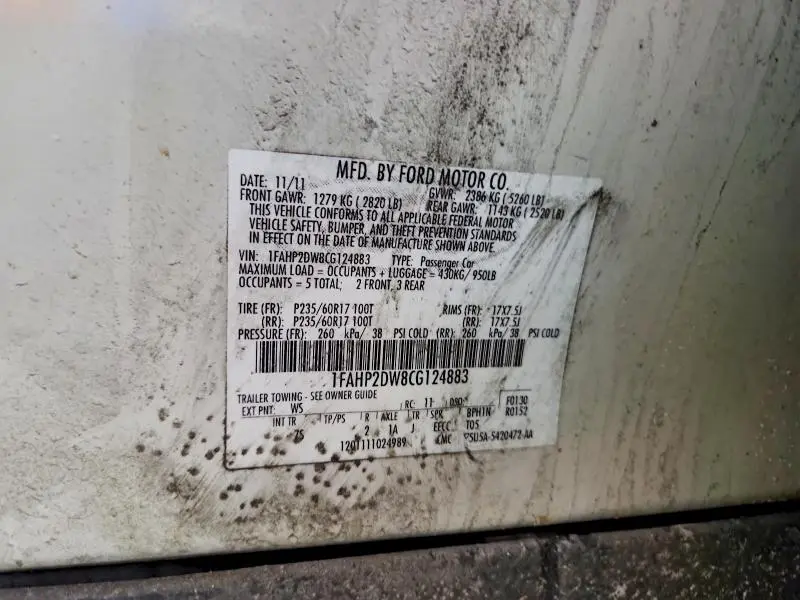 MFD. BY FORD MOTOR CO.
DATE: 11/11 GVWR: 2386 KG ( 5260 LB)
FRONT GAWR: 1279 KG ( 2820 LB) REAR GAWR: 1143 KG ( 2520 LB)
THIS VEHICLE CONFORMS TO ALL APPLICABLE FEDERAL MOTOR
VEHICLE SAFETY, BUMPER, AND THEFT PREVENTION STANDARDS
IN EFFECT ON THE DATE OF MANUFACTURE SHOWN ABOVE
VIN: 1FAHP2DW8CG124883 TYPE: Passenger Car
MAXIMUM LOAD = OCCUPANTS + LUGGAGE = 430KG/ 950LB
OCCUPANTS = 5 TOTAL; 2 FRONT, 3 REAR
TIRE (FR): P235/60R17 100T RIMS (FR): 17X7.5J
(RR): P235/60R17 100T (RR): 17X7.5J
PRESSURE (FR): 260 kPa/ 38 PSI COLD (RR): 260 kPa/ 38 PSI COLD
1FAHP2DW8CG124883
TRAILER TOWING - SEE OWNER GUIDE
EXT PNT: WS RC: 11 DSO: F0130
INT TR TP/PS R AXLE TR SPR BPH1N R0152
7S 2 1A J EFCC T05
1201111024989 CMC